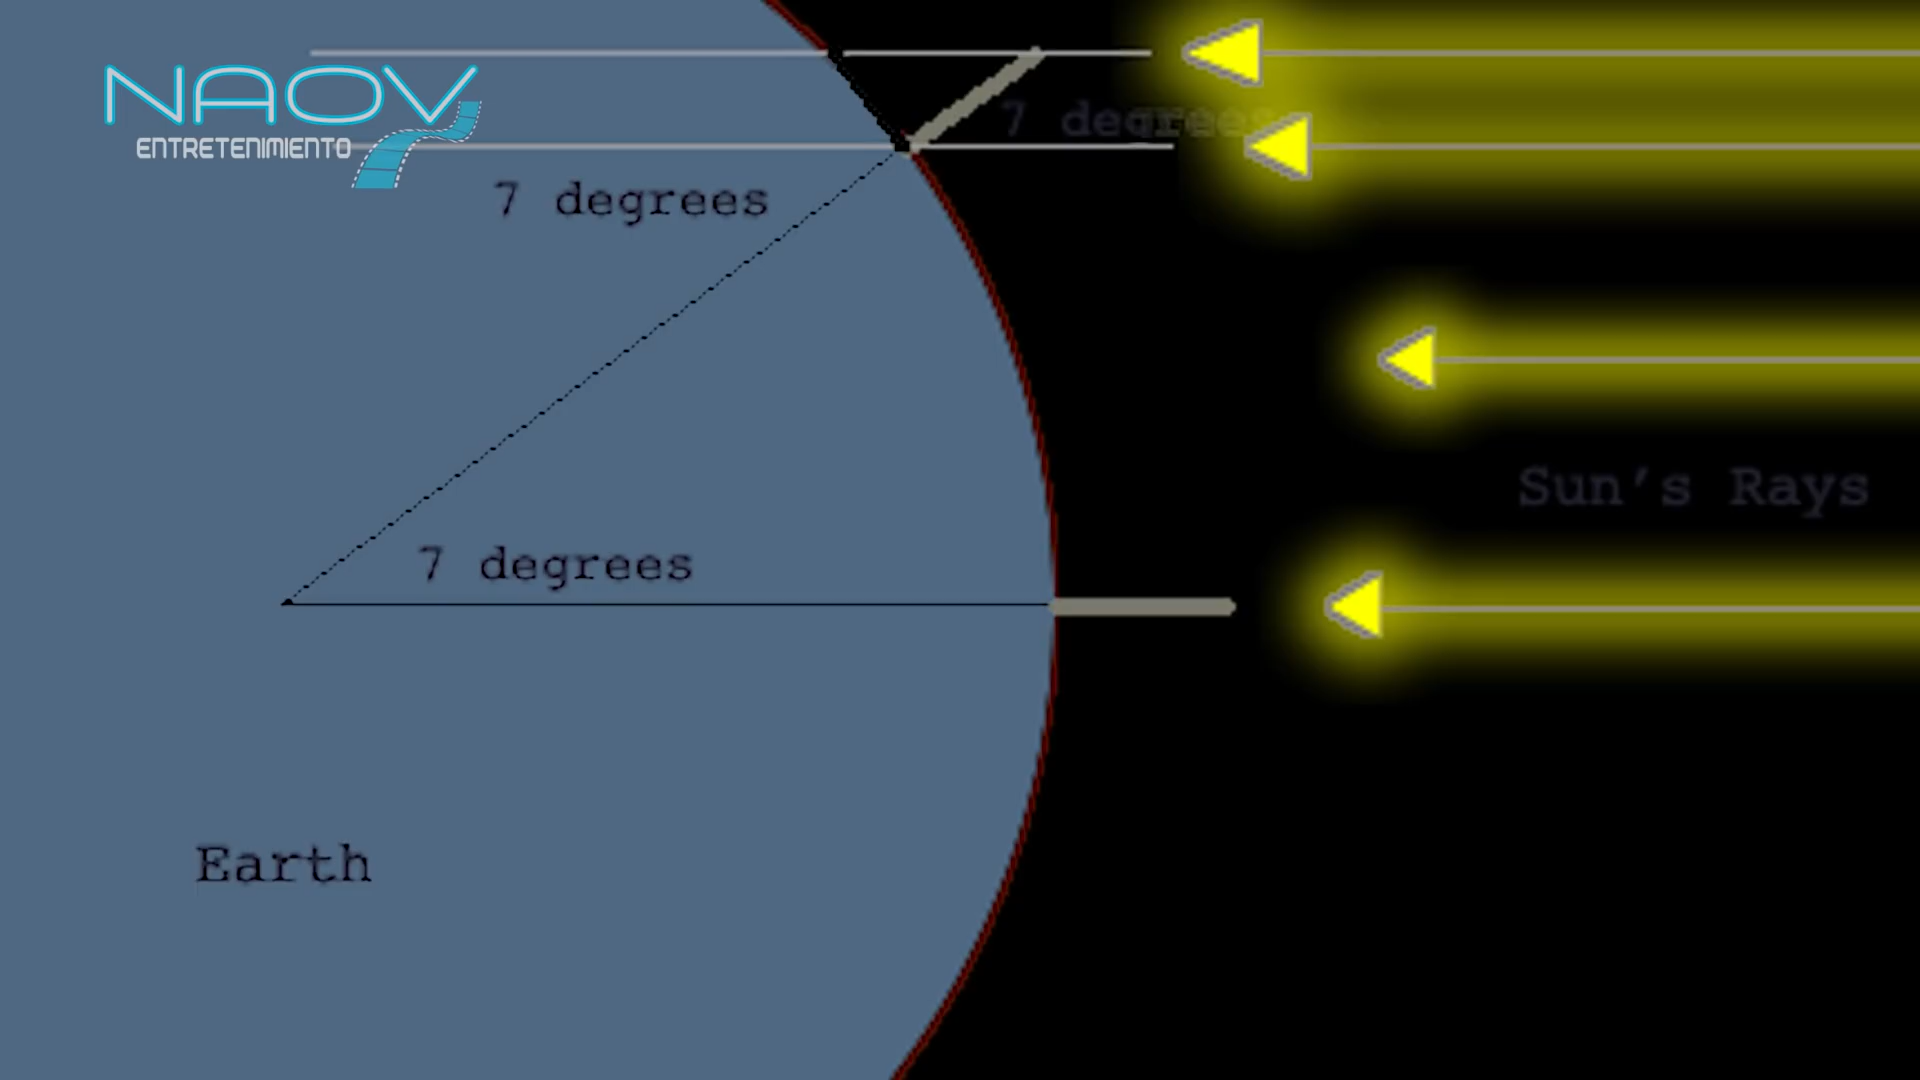 NAOV
ENTRETENIMIENTO
7 degrees
7 degrees
7 degrees
Sun's Rays
Earth